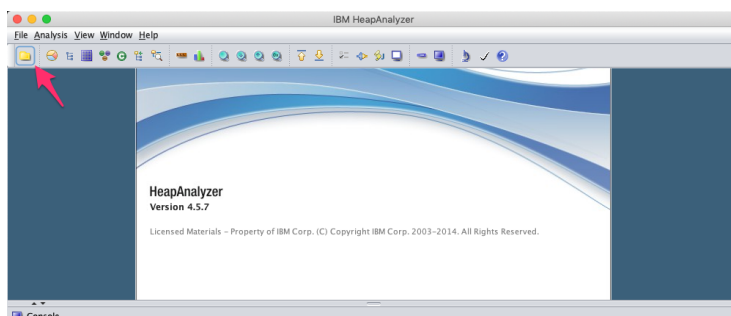 IBM HeapAnalyzer
File Analysis View Window Help
HeapAnalyzer
Version 4.5.7
Licensed Materials – Property of IBM Corp. (C) Copyright IBM Corp. 2003–2014. All Rights Reserved.
Console